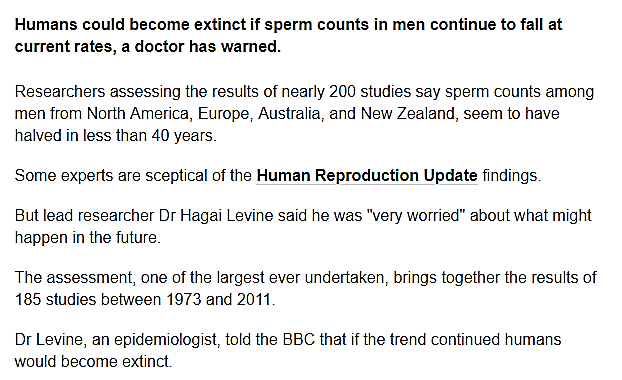 Humans could become extinct if sperm counts in men continue to fall at
current rates, a doctor has warned.
Researchers assessing the results of nearly 200 studies say sperm counts among
men from North America, Europe, Australia, and New Zealand, seem to have
halved in less than 40 years.
Some experts are sceptical of the Human Reproduction Update findings.
But lead researcher Dr Hagai Levine said he was "very worried" about what might
happen in the future.
The assessment, one of the largest ever undertaken, brings together the results of
185 studies between 1973 and 2011.
Dr Levine, an epidemiologist, told the BBC that if the trend continued humans
would become extinct.